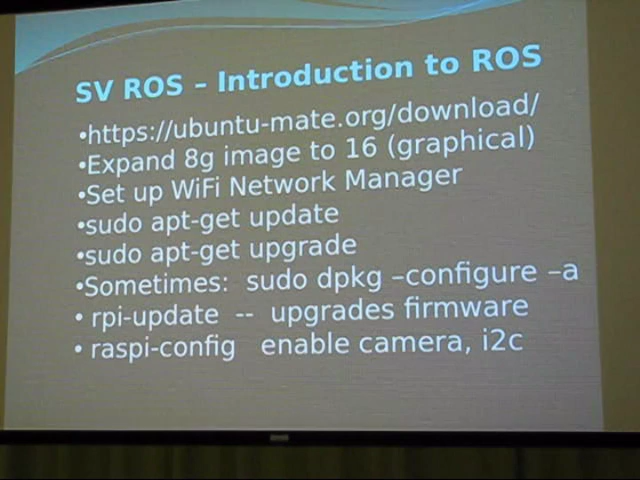 SV ROS – Introduction to ROS
•https://ubuntu-mate.org/download/
•Expand 8g image to 16 (graphical)
•Set up WiFi Network Manager
•sudo apt-get update
•sudo apt-get upgrade
•Sometimes:  sudo dpkg –configure –a
• rpi-update  --  upgrades firmware
• raspi-config   enable camera, i2c